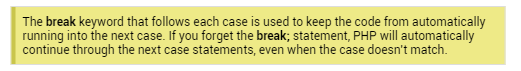 The break keyword that follows each case is used to keep the code from automatically
running into the next case. If you forget the break; statement, PHP will automatically
continue through the next case statements, even when the case doesn't match.